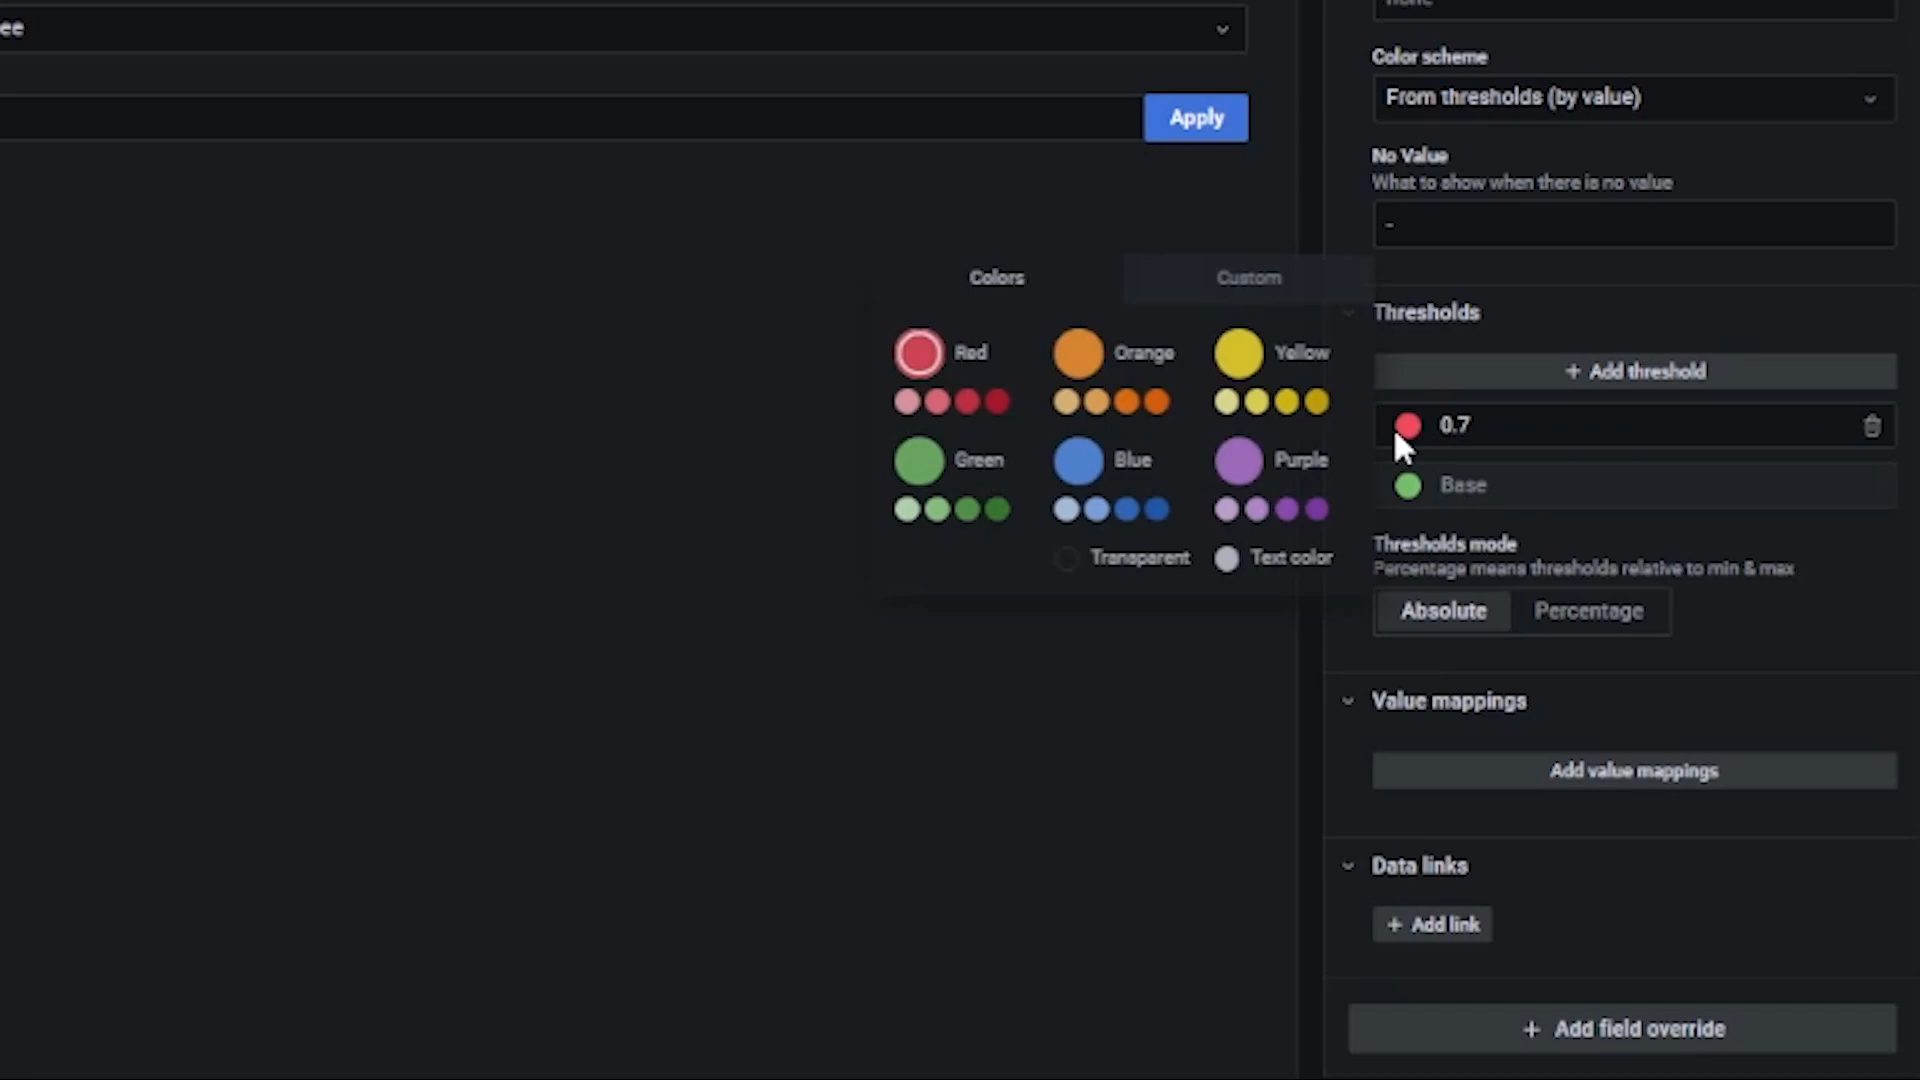 ee
Apply
none
Color scheme
From thresholds (by value)
No Value
What to show when there is no value
-
Colors
Custom
Red
Orange
Yellow
Green
Blue
Purple
Transparent
Text color
Thresholds
+ Add threshold
0.7
Base
Thresholds mode
Percentage means thresholds relative to min & max
Absolute
Percentage
Value mappings
Add value mappings
Data links
+ Add link
+ Add field override